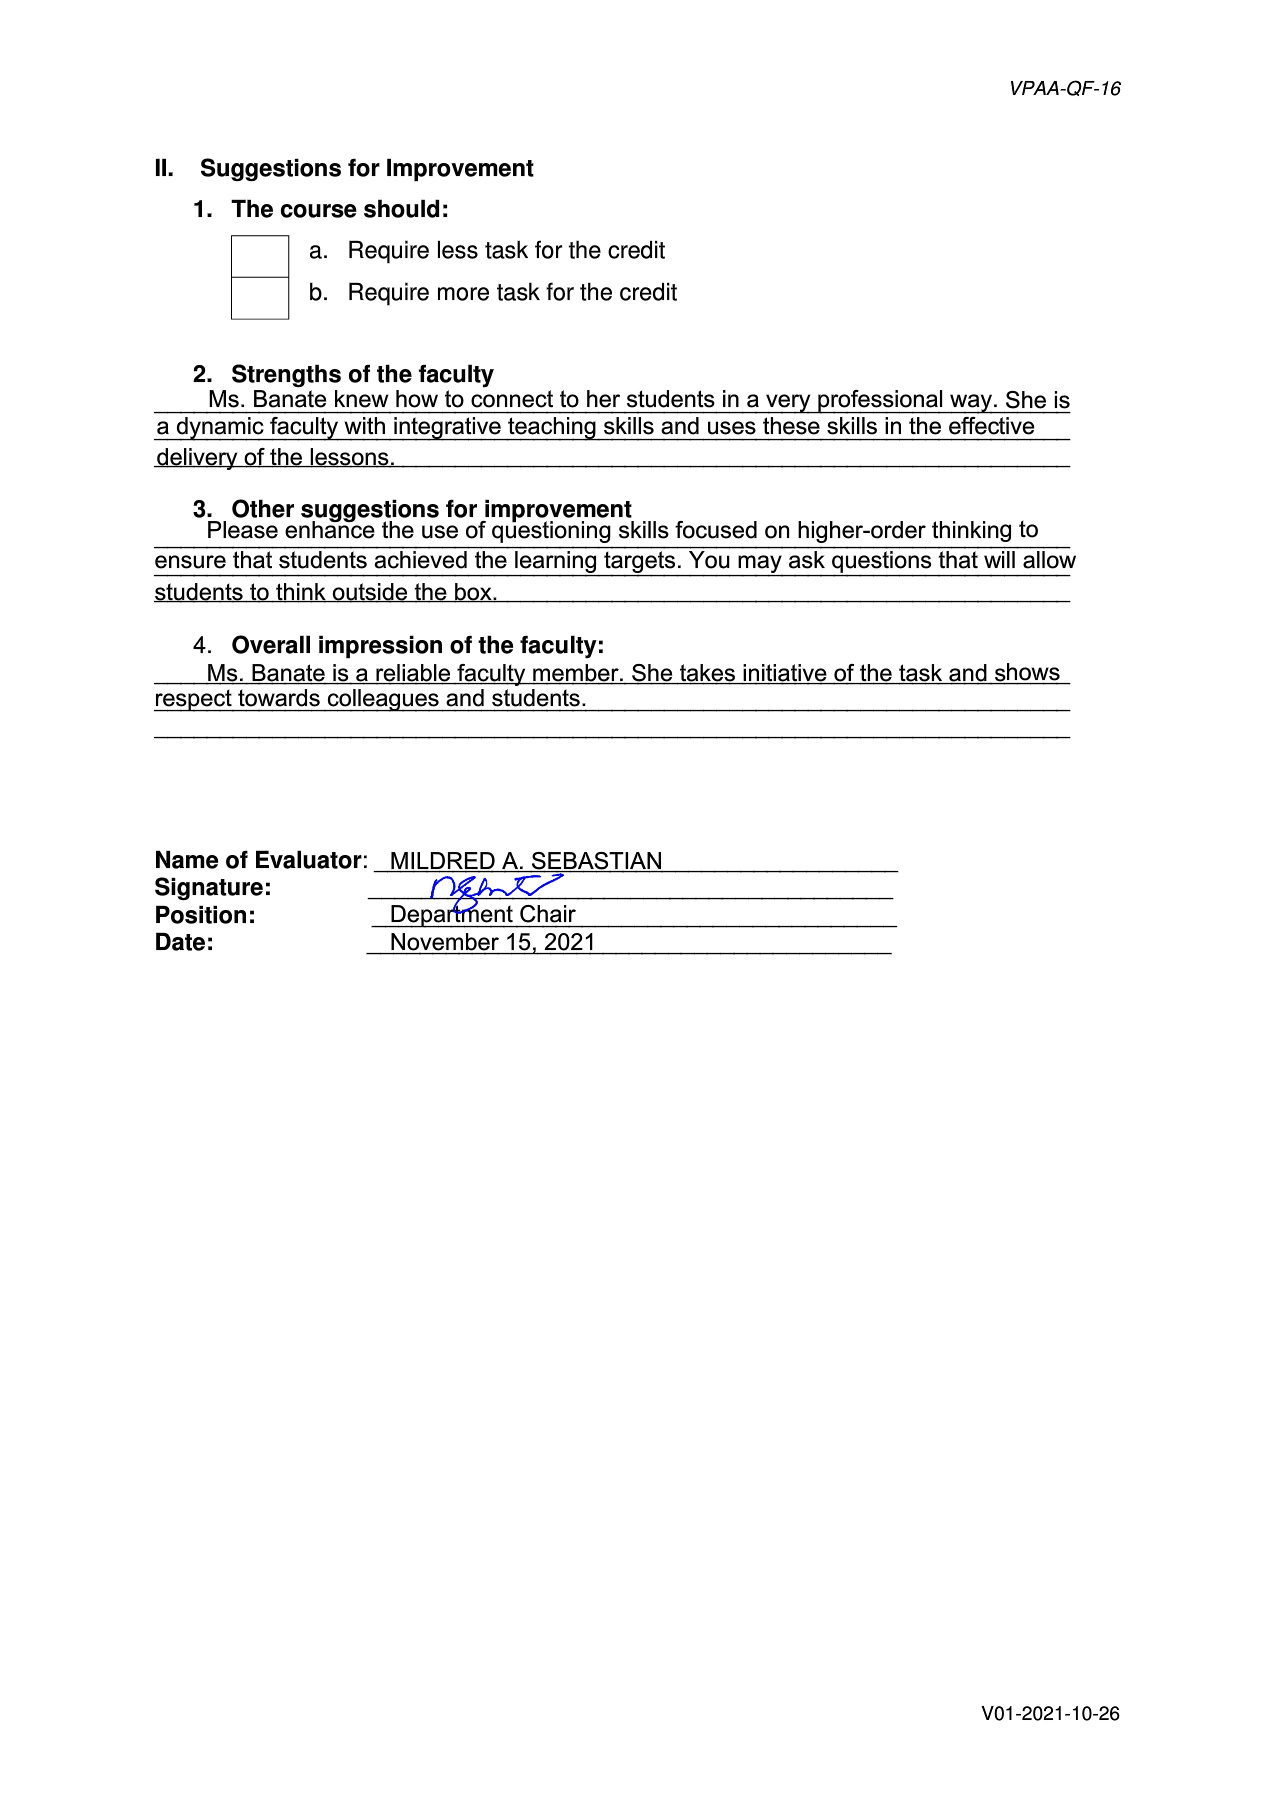 VPAA-QF-16
II. Suggestions for Improvement
1. The course should:
a. Require less task for the credit
b. Require more task for the credit
2. Strengths of the faculty
Ms. Banate knew how to connect to her students in a very professional way. She is
a dynamic faculty with integrative teaching skills and uses these skills in the effective
delivery of the lessons.
3. Other suggestions for improvement
Please enhance the use of questioning skills focused on higher-order thinking to
ensure that students achieved the learning targets. You may ask questions that will allow
students to think outside the box.
4. Overall impression of the faculty:
Ms. Banate is a reliable faculty member. She takes initiative of the task and shows
respect towards colleagues and students.
Name of Evaluator: MILDRED A. SEBASTIAN
Signature:
Position: Department Chair
Date: November 15, 2021
V01-2021-10-26